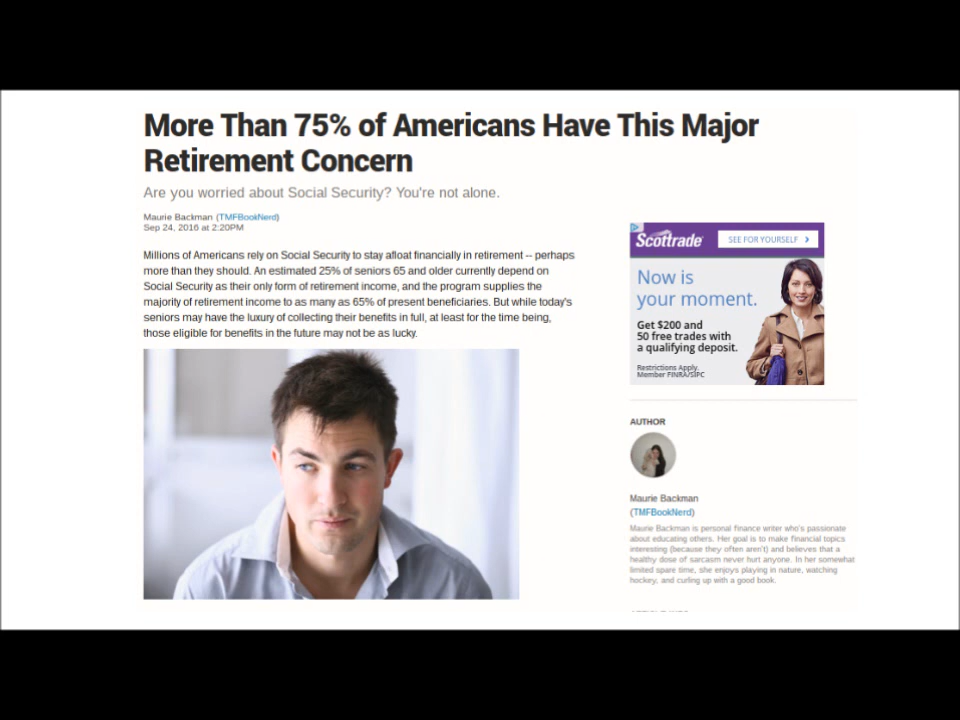 More Than 75% of Americans Have This Major
Retirement Concern
Are you worried about Social Security? You're not alone.
Maurie Backman (TMFBookNerd)
Sep 24, 2016 at 2:20PM
Millions of Americans rely on Social Security to stay afloat financially in retirement -- perhaps
more than they should. An estimated 25% of seniors 65 and older currently depend on
Social Security as their only form of retirement income, and the program supplies the
majority of retirement income to as many as 65% of present beneficiaries. But while today's
seniors may have the luxury of collecting their benefits in full, at least for the time being,
those eligible for benefits in the future may not be as lucky.
Scottrade
SEE FOR YOURSELF
Now is
your moment.
Get $200 and
50 free trades with
a qualifying deposit.
Restrictions Apply.
Member FINRA/SIPC
AUTHOR
Maurie Backman
(TMFBookNerd)
Maurie Backman is personal finance writer who's passionate
about educating others. Her goal is to make financial topics
interesting (because they often aren't) and believes that a
healthy dose of sarcasm never hurt anyone. In her somewhat
limited spare time, she enjoys playing in nature, watching
hockey, and curling up with a good book.